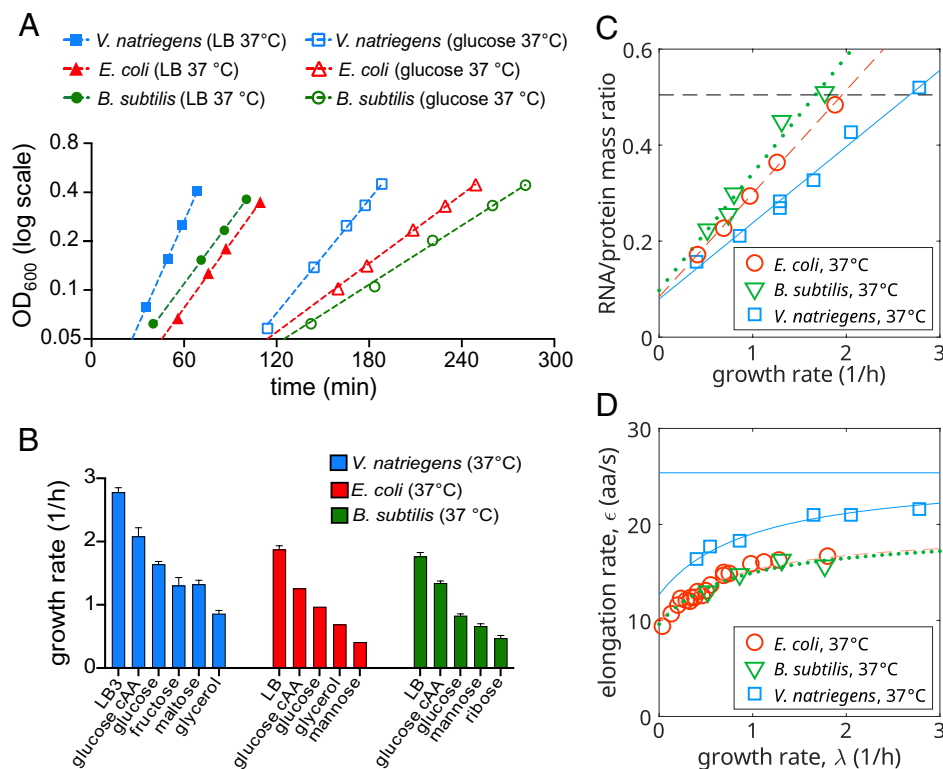 A
V. natriegens (LB 37°C)
V. natriegens (glucose 37°C)
E. coli (LB 37 °C)
E. coli (glucose 37 °C)
B. subtilis (LB 37 °C)
B. subtilis (glucose 37 °C)
OD600 (log scale)
0.8
0.4
0.2
0.1
0.05
0 60 120 180 240 300
time (min)
B
V. natriegens (37°C)
E. coli (37°C)
B. subtilis (37 °C)
growth rate (1/h)
3
2
1
0
LB3
glucose cAA
glucose
fructose
maltose
glycerol
LB
glucose cAA
glucose
glycerol
mannose
LB
glucose cAA
glucose
mannose
ribose
C
RNA/protein mass ratio
0.6
0.4
0.2
0
E. coli, 37°C
B. subtilis, 37°C
V. natriegens, 37°C
0 1 2 3
growth rate (1/h)
D
elongation rate, ϵ (aa/s)
30
20
10
0
E. coli, 37°C
B. subtilis, 37°C
V. natriegens, 37°C
0 1 2 3
growth rate, λ (1/h)